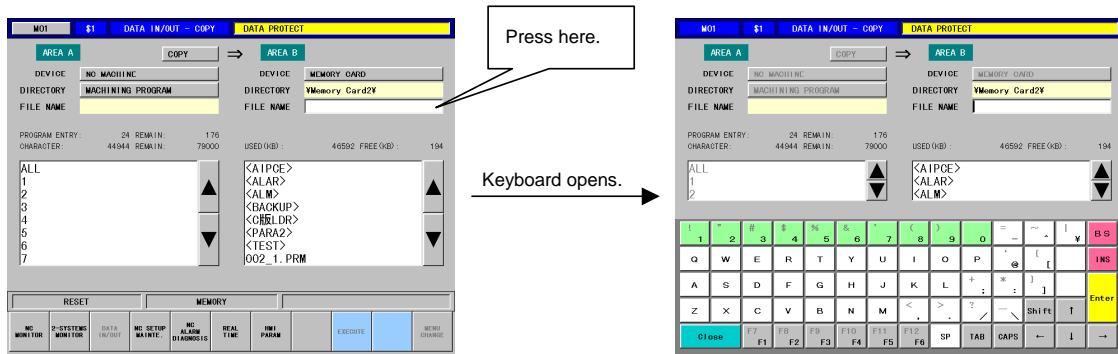 M01 $1 DATA IN/OUT - COPY DATA PROTECT
AREA A COPY ⇒ AREA B
DEVICE NC MACHINE DEVICE MEMORY CARD
DIRECTORY MACHINING PROGRAM DIRECTORY ¥Memory Card2¥
FILE NAME FILE NAME
PROGRAM ENTRY: 24 REMAIN: 176
CHARACTER: 44944 REMAIN: 79000 USED(KB): 46592 FREE(KB): 194
ALL <AIPCE>
1 <ALAR>
2 <ALM>
3 <BACKUP>
4 <C版LDR>
5 <PARA2>
6 <TEST>
7 002_1.PRM
RESET MEMORY
NC MONITOR 2-SYSTEMS MONITOR DATA IN/OUT NC SETUP MAINTE. NC ALARM DIAGNOSIS REAL TIME HMI PARAM EXECUTE MENU CHANGE
Press here.
Keyboard opens.
M01 $1 DATA IN/OUT - COPY DATA PROTECT
AREA A COPY ⇒ AREA B
DEVICE NC MACHINE DEVICE MEMORY CARD
DIRECTORY MACHINING PROGRAM DIRECTORY ¥Memory Card2¥
FILE NAME FILE NAME
PROGRAM ENTRY: 24 REMAIN: 176
CHARACTER: 44944 REMAIN: 79000 USED(KB): 46592 FREE(KB): 194
ALL <AIPCE>
1 <ALAR>
2 <ALM>
! 1 " 2 # 3 $ 4 % 5 & 6 ' 7 ( 8 ) 9 0 = - ~ ^ | ¥ BS
Q W E R T Y U I O P ` @ { [ INS
A S D F G H J K L + ; * : } ] Enter
Z X C V B N M < , > . ? / _ \ Shift ↑
Close F7 F1 F8 F2 F9 F3 F10 F4 F11 F5 F12 F6 SP TAB CAPS ← ↓ →